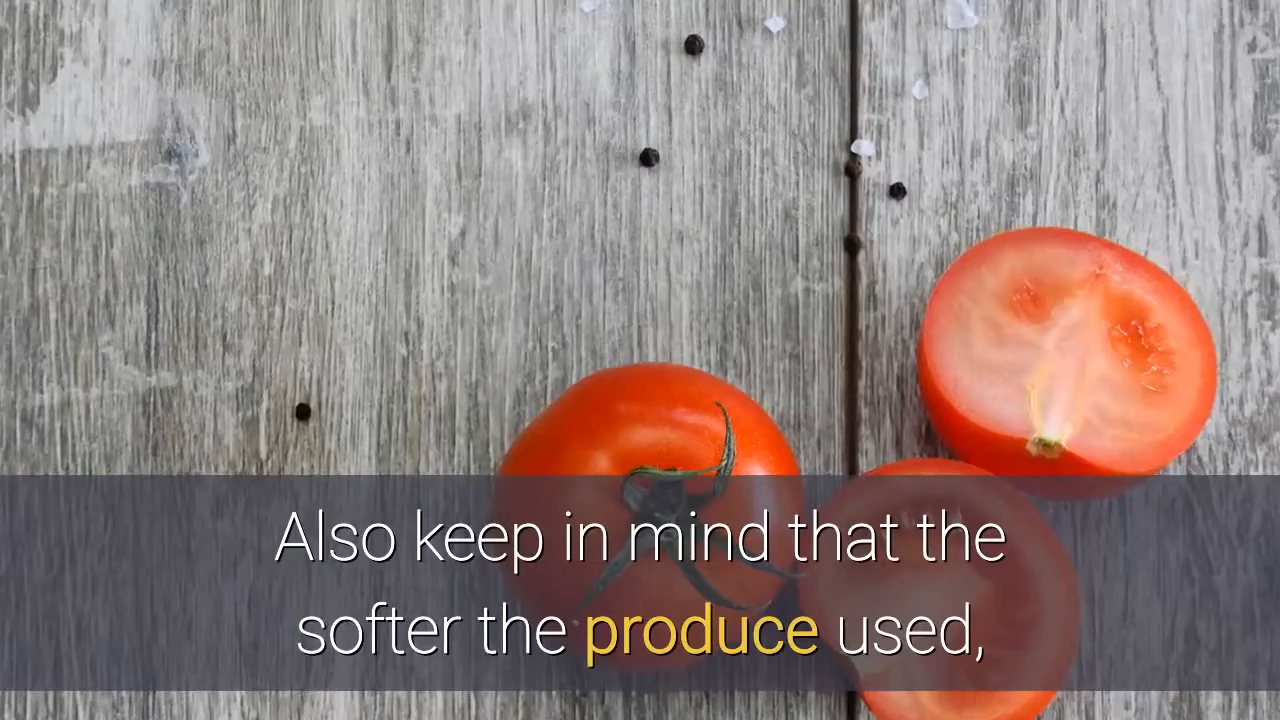 Also keep in mind that the
softer the produce used,